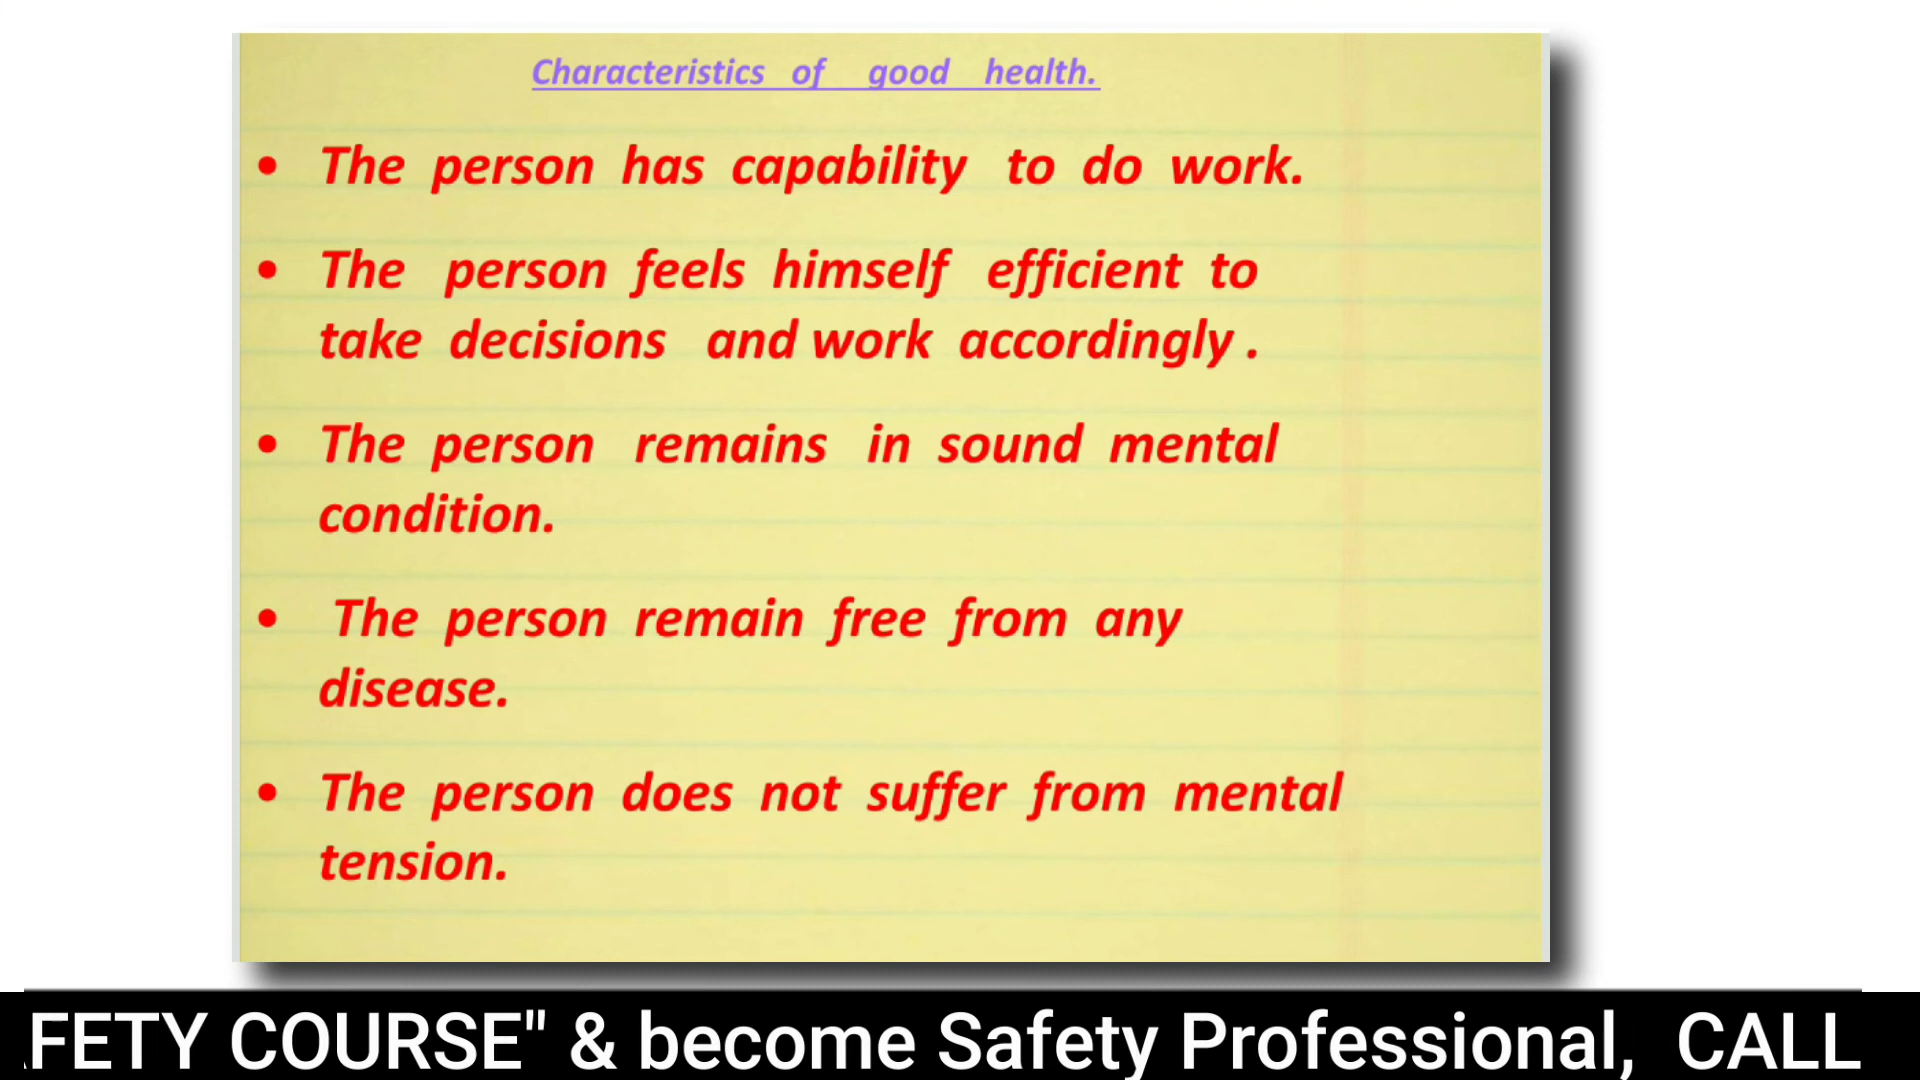 Characteristics of good health.
• The person has capability to do work.
• The person feels himself efficient to
take decisions and work accordingly .
• The person remains in sound mental
condition.
• The person remain free from any
disease.
• The person does not suffer from mental
tension.
FETY COURSE" & become Safety Professional, CALL